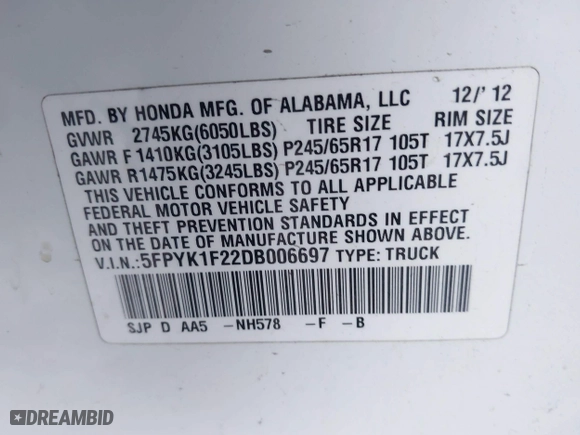 MFD. BY HONDA MFG. OF ALABAMA, LLC 12/'12
GVWR 2745KG(6050LBS) TIRE SIZE RIM SIZE
GAWR F1410KG(3105LBS) P245/65R17 105T 17X7.5J
GAWR R1475KG(3245LBS) P245/65R17 105T 17X7.5J
THIS VEHICLE CONFORMS TO ALL APPLICABLE
FEDERAL MOTOR VEHICLE SAFETY
AND THEFT PREVENTION STANDARDS IN EFFECT
ON THE DATE OF MANUFACTURE SHOWN ABOVE.
V.I.N.:5FPYK1F22DB006697 TYPE: TRUCK
SJP D AA5 -NH578 -F -B
DREAMBID